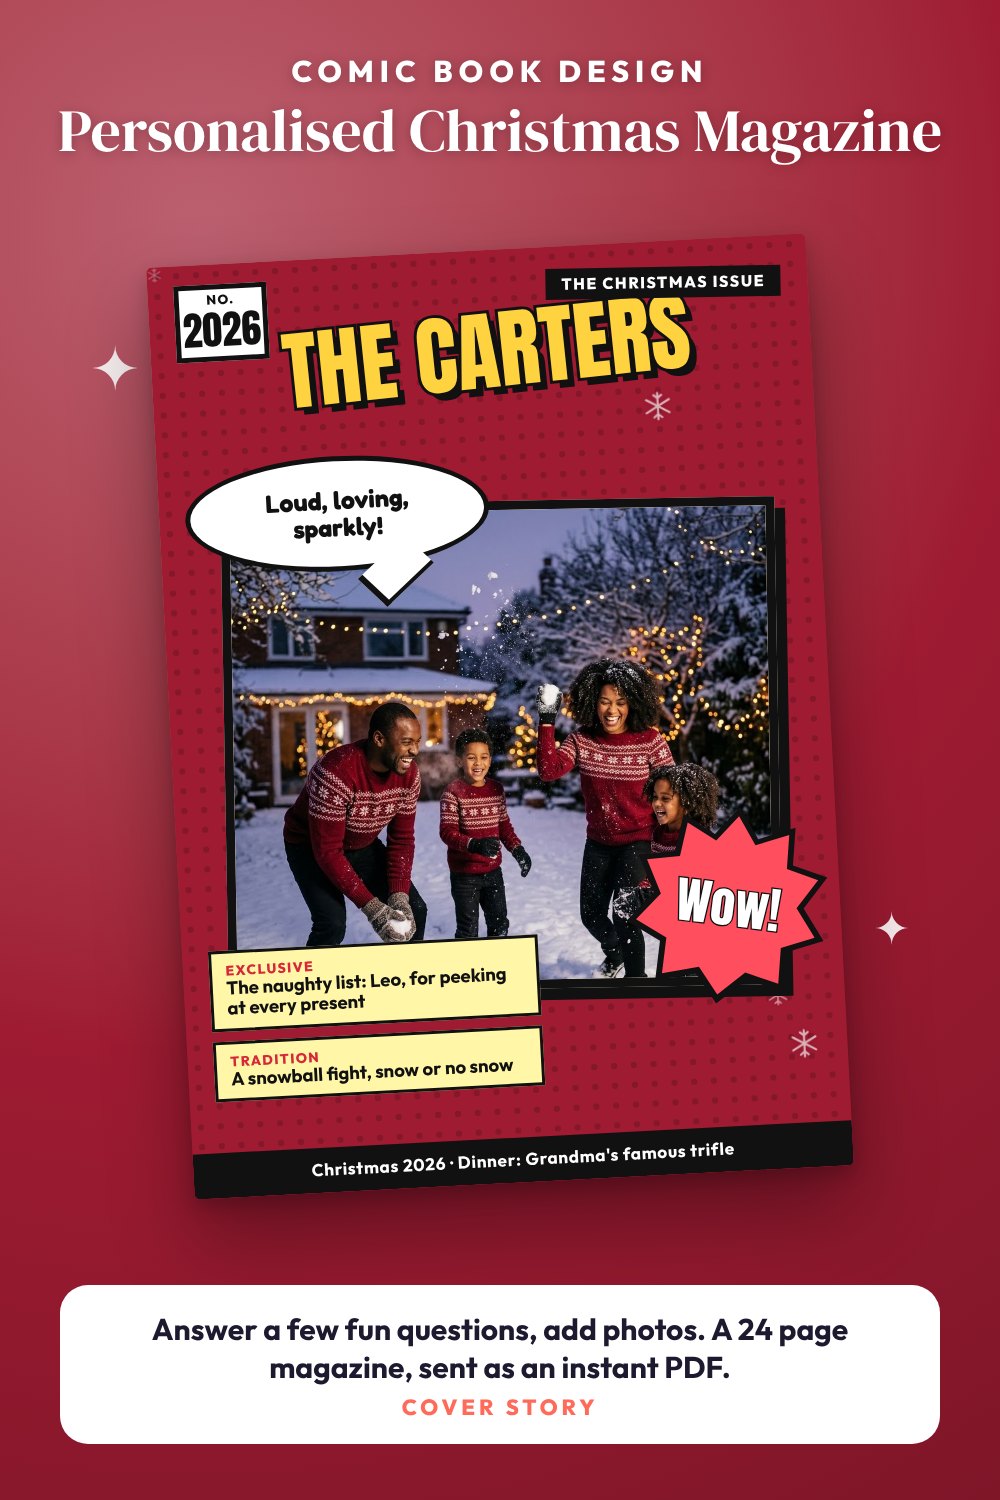 COMIC BOOK DESIGN
Personalised Christmas Magazine
NO.
2026
THE CHRISTMAS ISSUE
THE CARTERS
Loud, loving,
sparkly!
Wow!
EXCLUSIVE
The naughty list: Leo, for peeking
at every present
TRADITION
A snowball fight, snow or no snow
Christmas 2026 · Dinner: Grandma's famous trifle
Answer a few fun questions, add photos. A 24 page
magazine, sent as an instant PDF.
COVER STORY